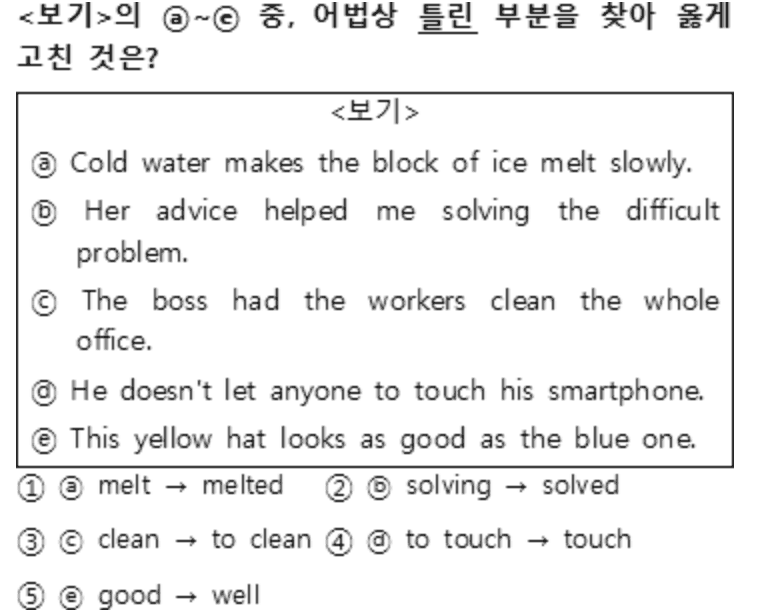 <보기>의 ⓐ~ⓔ 중, 어법상 틀린 부분을 찾아 옳게
고친 것은?
<보기>
ⓐ Cold water makes the block of ice melt slowly.
ⓑ Her advice helped me solving the difficult
problem.
ⓒ The boss had the workers clean the whole
office.
ⓓ He doesn't let anyone to touch his smartphone.
ⓔ This yellow hat looks as good as the blue one.
① ⓐ melt → melted ② ⓑ solving → solved
③ ⓒ clean → to clean ④ ⓓ to touch → touch
⑤ ⓔ good → well